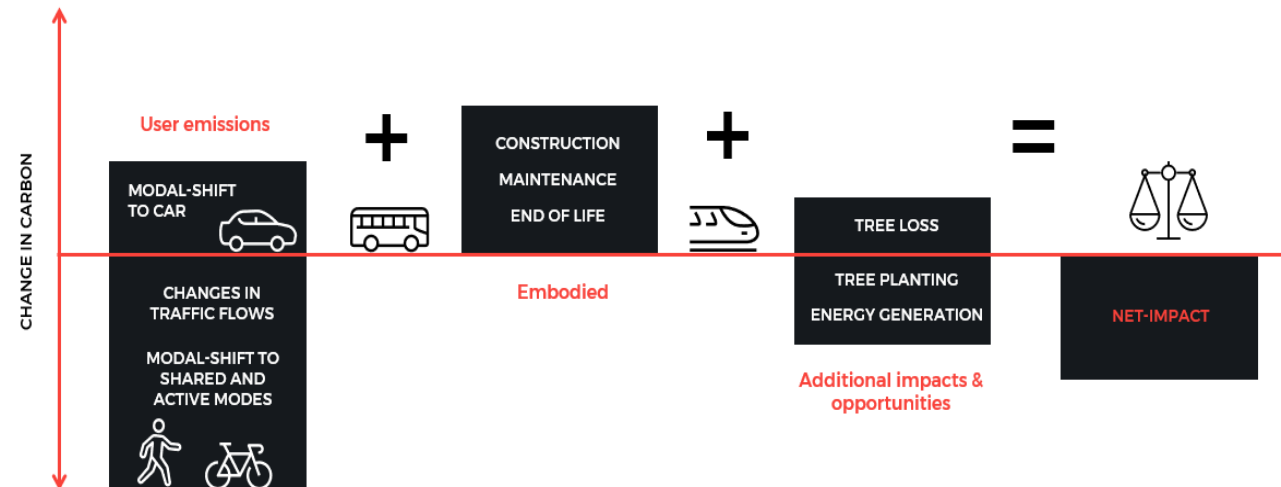 CHANGE IN CARBON
User emissions
MODAL-SHIFT
TO CAR
CHANGES IN
TRAFFIC FLOWS
MODAL-SHIFT TO
SHARED AND
ACTIVE MODES
+
CONSTRUCTION
MAINTENANCE
END OF LIFE
Embodied
+
TREE LOSS
TREE PLANTING
ENERGY GENERATION
Additional impacts &
opportunities
=
NET-IMPACT